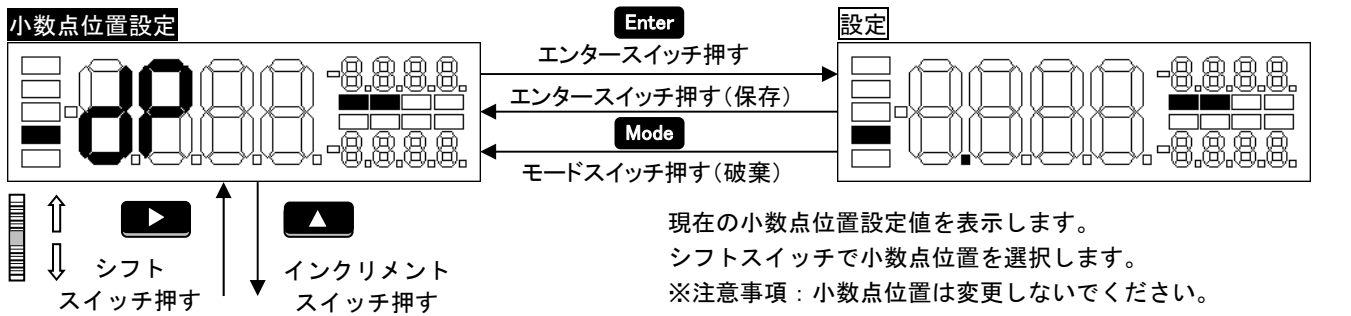 小数点位置設定
Enter
設定
エンタースイッチ押す
エンタースイッチ押す（保存）
Mode
モードスイッチ押す（破棄）
dP
現在の小数点位置設定値を表示します。
シフトスイッチで小数点位置を選択します。
※注意事項：小数点位置は変更しないでください。
シフト
スイッチ押す
インクリメント
スイッチ押す